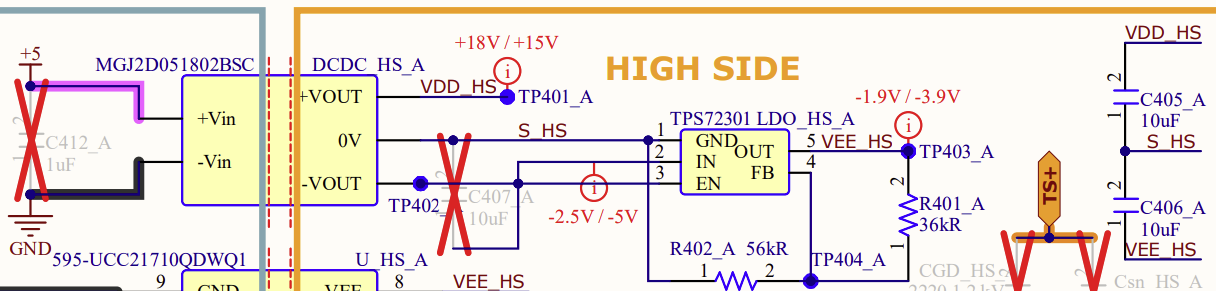 +5
MGJ2D051802BSC
DCDC_HS_A
+18V / +15V
i
HIGH SIDE
VDD_HS
VDD_HS
TP401_A
+VOUT
+Vin
C412_A
1uF
2
1
-Vin
0V
-VOUT
S_HS
TP402
C407_A
10uF
2
i
-2.5V / -5V
TPS72301 LDO_HS_A
1
2
3
GND
IN
EN
OUT
FB
5
4
VEE_HS
-1.9V / -3.9V
i
TP403_A
2
R401_A
36kR
1
R402_A 56kR
1
2
TP404_A
2
C405_A
10uF
1
S_HS
2
C406_A
10uF
1
VEE_HS
TS+
GND
595-UCC21710QDWQ1
U_HS_A
9
GND
VEE
8
VEE_HS
CGD_HS
Csn_HS_A